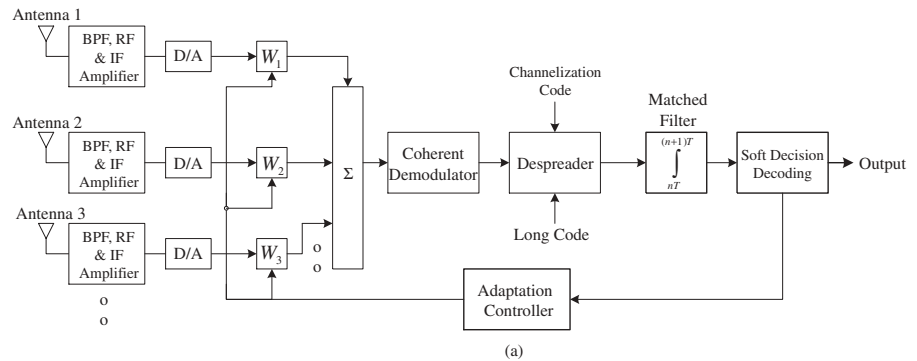 Antenna 1
BPF, RF
& IF
Amplifier
D/A
W1
Antenna 2
BPF, RF
& IF
Amplifier
D/A
W2
Antenna 3
BPF, RF
& IF
Amplifier
D/A
W3
o
o
o
o
Σ
Coherent
Demodulator
Channelization
Code
Despreader
Long Code
Matched
Filter
(n+1)T
∫
nT
Soft Decision
Decoding
Output
Adaptation
Controller
(a)